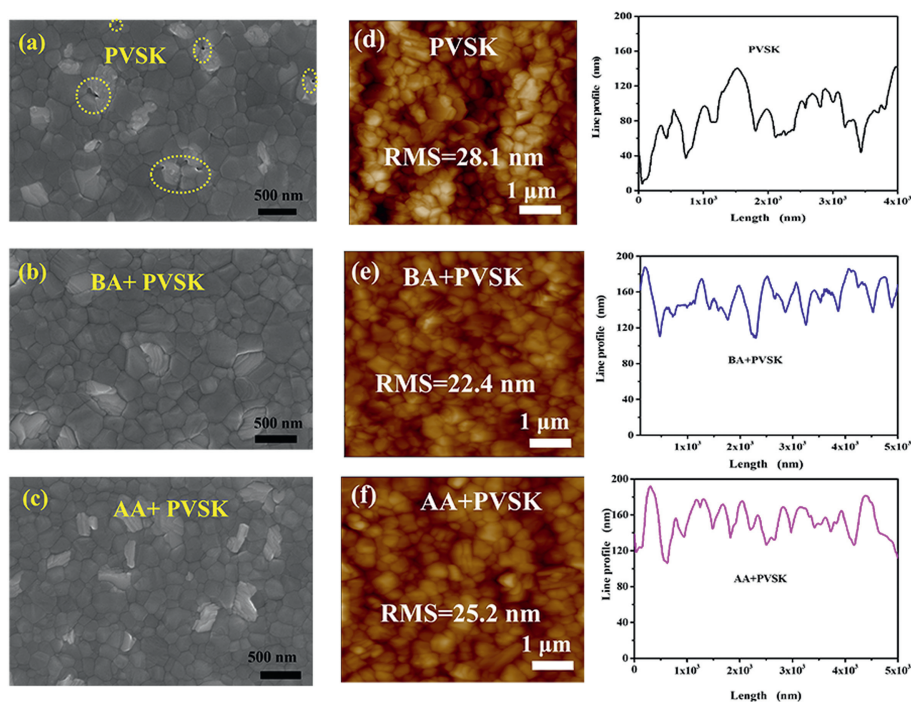 (a)
PVSK
500 nm
(d)
PVSK
RMS=28.1 nm
1 μm
200
160
120
80
40
0
Line profile (nm)
PVSK
0
1x10³
2x10³
3x10³
4x10³
Length (nm)
(b)
BA+ PVSK
500 nm
(e)
BA+PVSK
RMS=22.4 nm
1 μm
200
160
120
80
40
0
Line profile (nm)
BA+PVSK
1x10³
2x10³
3x10³
4x10³
5x10³
Length (nm)
(c)
AA+ PVSK
500 nm
(f)
AA+PVSK
RMS=25.2 nm
1 μm
200
160
120
80
40
0
Line profile (nm)
AA+PVSK
0
1x10³
2x10³
3x10³
4x10³
5x10³
Length (nm)